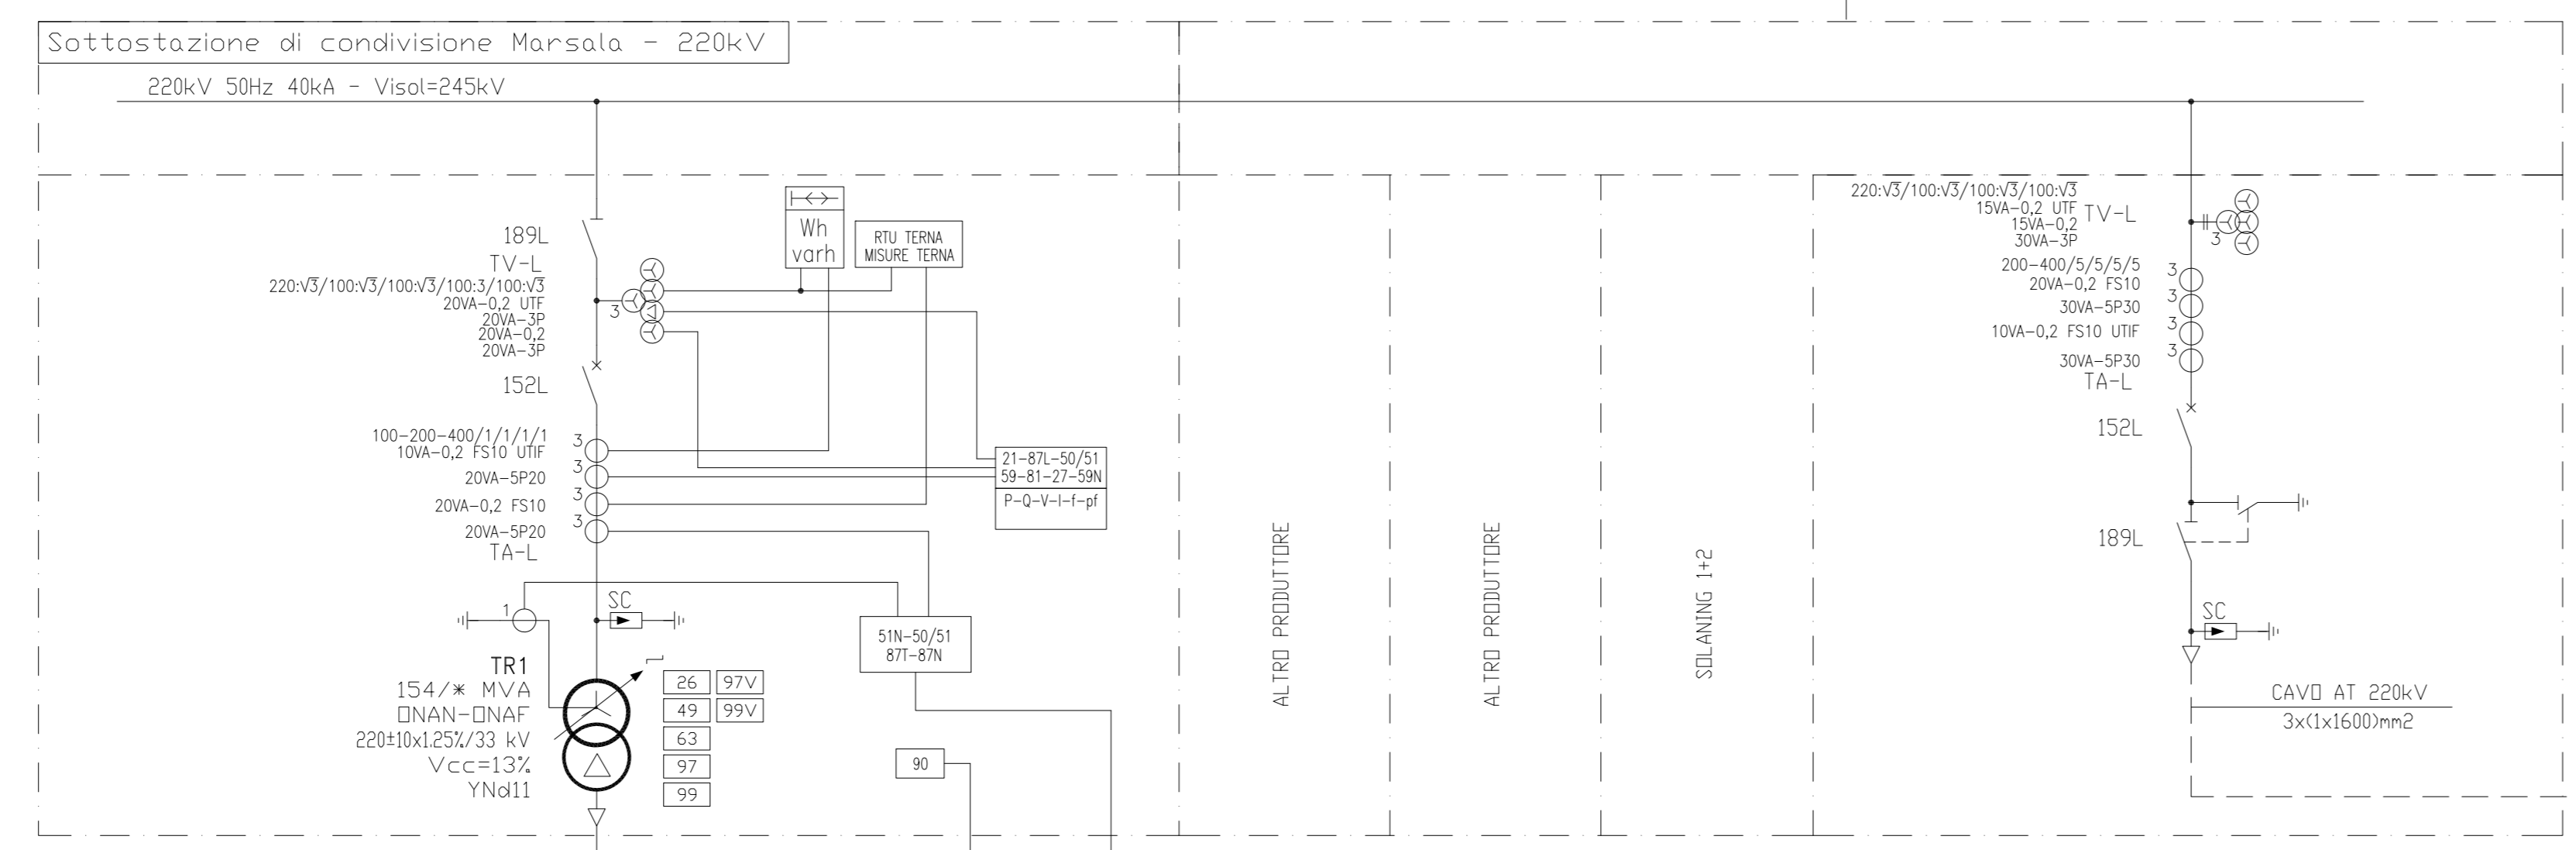 Sottostazione di condivisione Marsala - 220kV
220kV 50Hz 40kA - Visol=245kV
189L
TV-L
220:√3/100:√3/100:√3/100:3/100:√3
20VA-0,2 UTF
20VA-3P
20VA-0,2
20VA-3P
3
152L
100-200-400/1/1/1/1
10VA-0,2 FS10 UTIF
3
20VA-5P20
3
20VA-0,2 FS10
3
20VA-5P20
3
TA-L
Wh
varh
RTU TERNA
MISURE TERNA
21-87L-50/51
59-81-27-59N
P-Q-V-I-f-pf
1
SC
51N-50/51
87T-87N
TR1
154/* MVA
ONAN-ONAF
220±10x1.25%/33 kV
Vcc=13%
YNd11
26
97V
49
99V
63
97
99
90
ALTRO PRODUTTORE
ALTRO PRODUTTORE
SOLANING 1+2
220:√3/100:√3/100:√3/100:√3
15VA-0,2 UTF
15VA-0,2
30VA-3P
TV-L
3
200-400/5/5/5/5
20VA-0,2 FS10
3
30VA-5P30
3
10VA-0,2 FS10 UTIF
3
30VA-5P30
3
TA-L
152L
189L
SC
CAVO AT 220kV
3x(1x1600)mm2